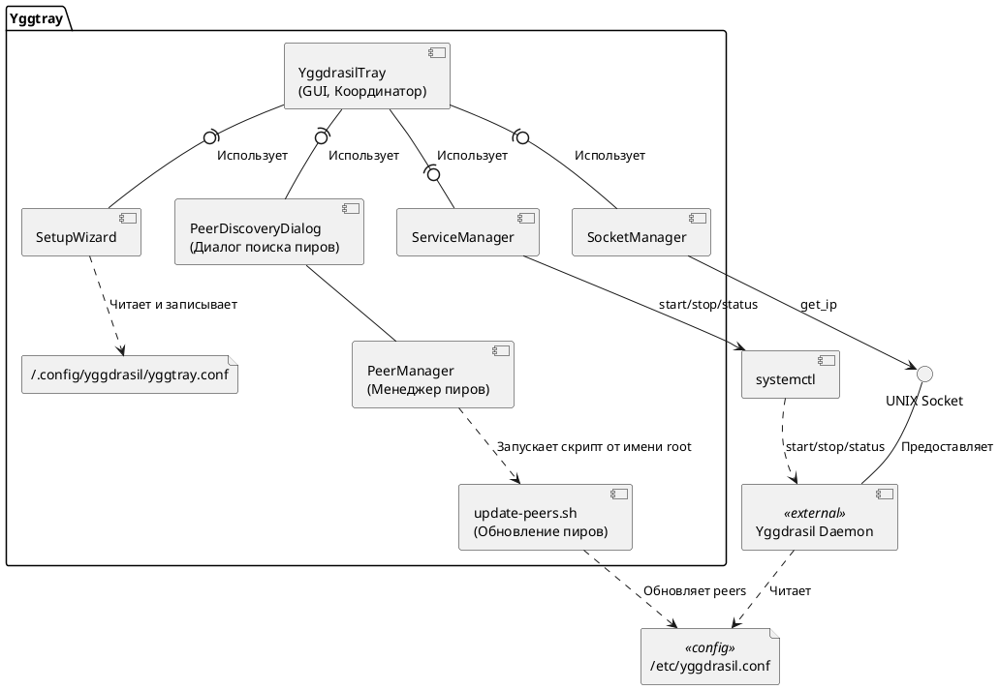 Yggtray
YggdrasilTray
(GUI, Координатор)
Использует
Использует
Использует
Использует
SetupWizard
PeerDiscoveryDialog
(Диалог поиска пиров)
ServiceManager
SocketManager
Читает и записывает
start/stop/status
get_ip
/.config/yggdrasil/yggtray.conf
PeerManager
(Менеджер пиров)
systemctl
UNIX Socket
Запускает скрипт от имени root
start/stop/status
Предоставляет
update-peers.sh
(Обновление пиров)
«external»
Yggdrasil Daemon
Обновляет peers
Читает
«config»
/etc/yggdrasil.conf